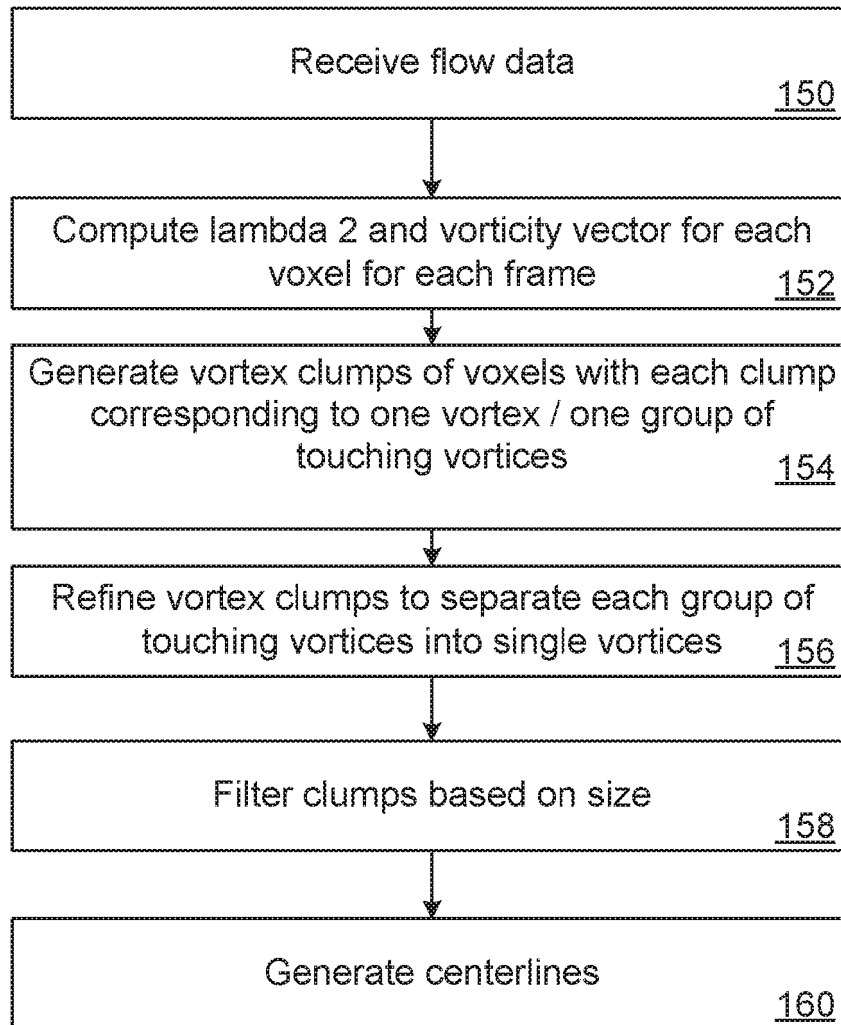 Receive flow data
150
Compute lambda 2 and vorticity vector for each
voxel for each frame
152
Generate vortex clumps of voxels with each clump
corresponding to one vortex / one group of
touching vortices
154
Refine vortex clumps to separate each group of
touching vortices into single vortices
156
Filter clumps based on size
158
Generate centerlines
160